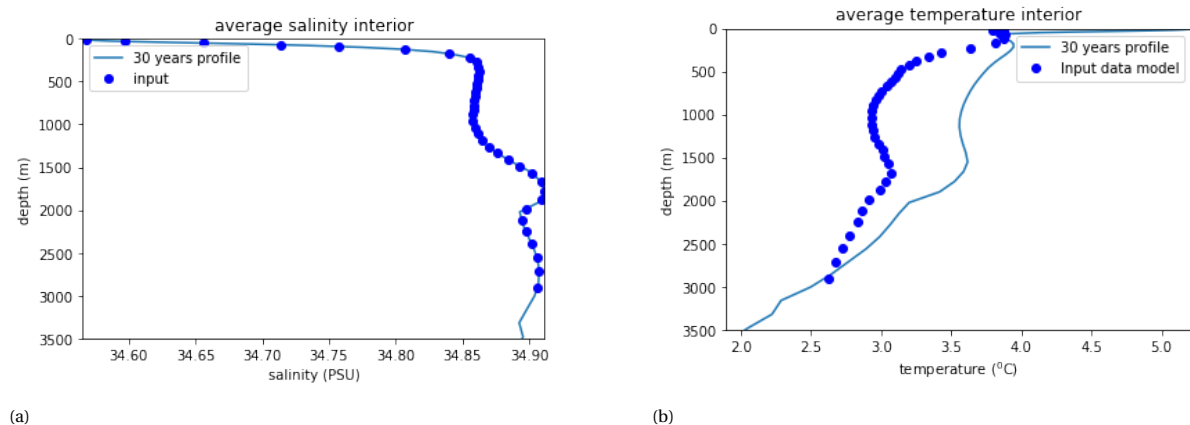 average salinity interior
0
500
1000
1500
2000
2500
3000
3500
depth (m)
30 years profile
input
34.60
34.65
34.70
34.75
34.80
34.85
34.90
salinity (PSU)
(a)
average temperature interior
0
500
1000
1500
2000
2500
3000
3500
depth (m)
30 years profile
Input data model
2.0
2.5
3.0
3.5
4.0
4.5
5.0
temperature (⁰C)
(b)